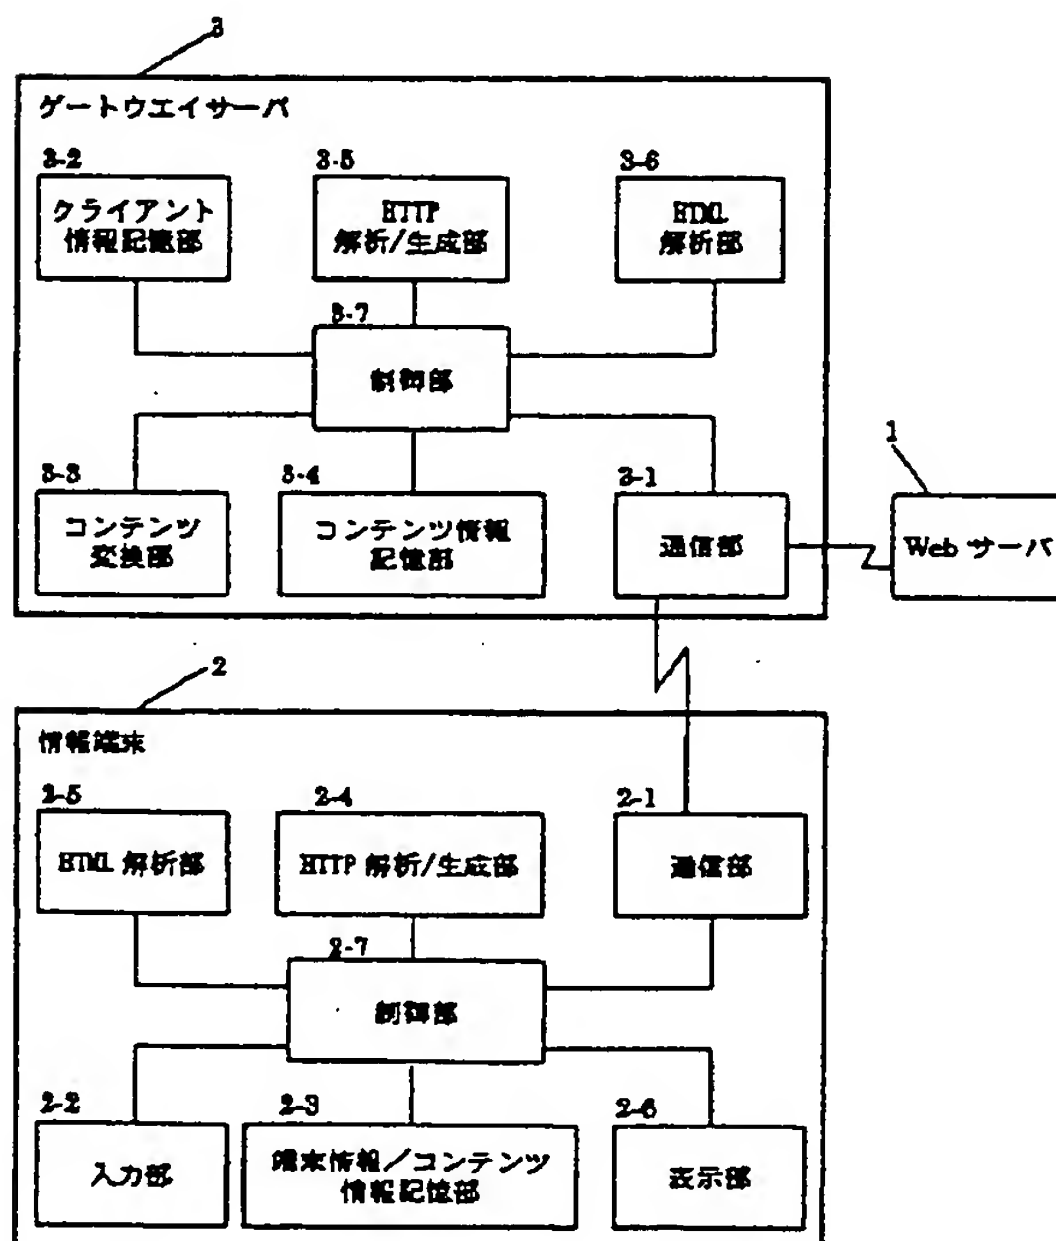 3
ゲートウエイサーバ
3-2
3-5
3-6
クライアント
情報記憶部
HTTP
解析/生成部
HTML
解析部
3-7
制御部
3-3
3-4
3-1
1
コンテンツ
変換部
コンテンツ情報
記憶部
通信部
Web サーバ
2
情報端末
2-5
2-4
2-1
HTML 解析部
HTTP 解析/生成部
通信部
2-7
制御部
2-2
2-3
2-6
入力部
端末情報／コンテンツ
情報記憶部
表示部